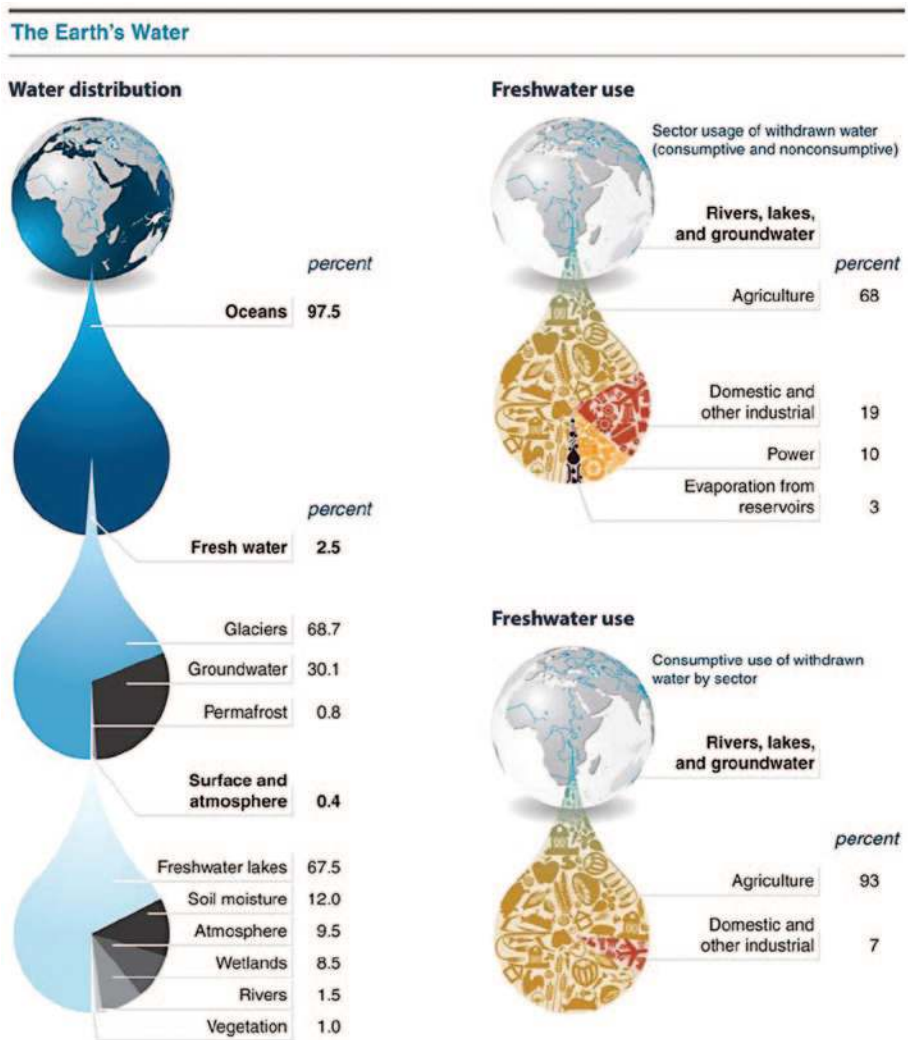 The Earth's Water
Water distribution
percent
Oceans 97.5
percent
Fresh water 2.5
Glaciers 68.7
Groundwater 30.1
Permafrost 0.8
Surface and
atmosphere 0.4
Freshwater lakes 67.5
Soil moisture 12.0
Atmosphere 9.5
Wetlands 8.5
Rivers 1.5
Vegetation 1.0
Freshwater use
Sector usage of withdrawn water
(consumptive and nonconsumptive)
Rivers, lakes,
and groundwater
percent
Agriculture 68
Domestic and
other industrial 19
Power 10
Evaporation from
reservoirs 3
Freshwater use
Consumptive use of withdrawn
water by sector
Rivers, lakes,
and groundwater
percent
Agriculture 93
Domestic and
other industrial 7